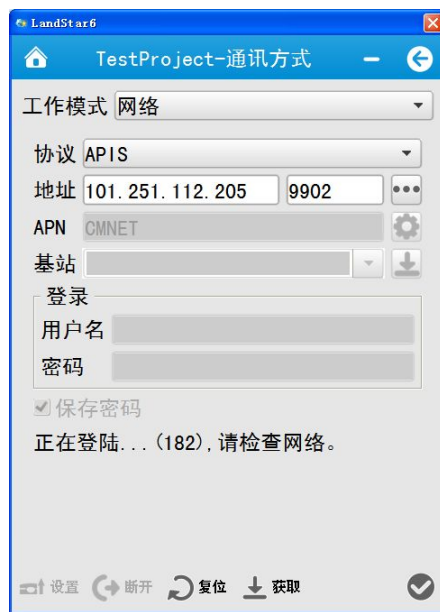 LandStar6
TestProject-通讯方式
工作模式 网络
协议 APIS
地址 101.251.112.205 9902
APN CMNET
基站
登录
用户名
密码
保存密码
正在登陆...(182),请检查网络。
设置 断开 复位 获取